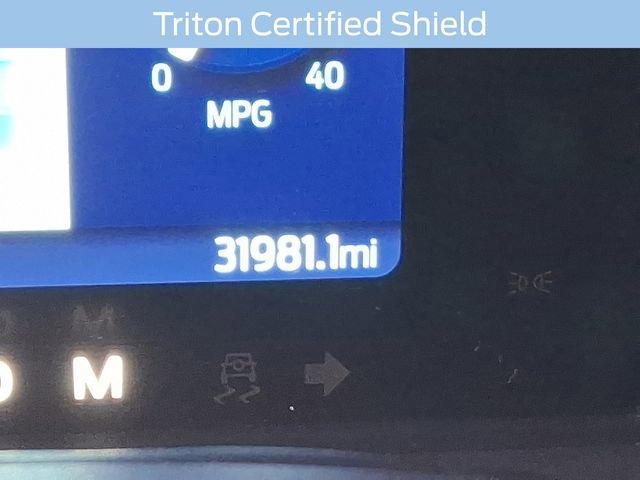 Triton Certified Shield
0 40
MPG
31981.1mi
M